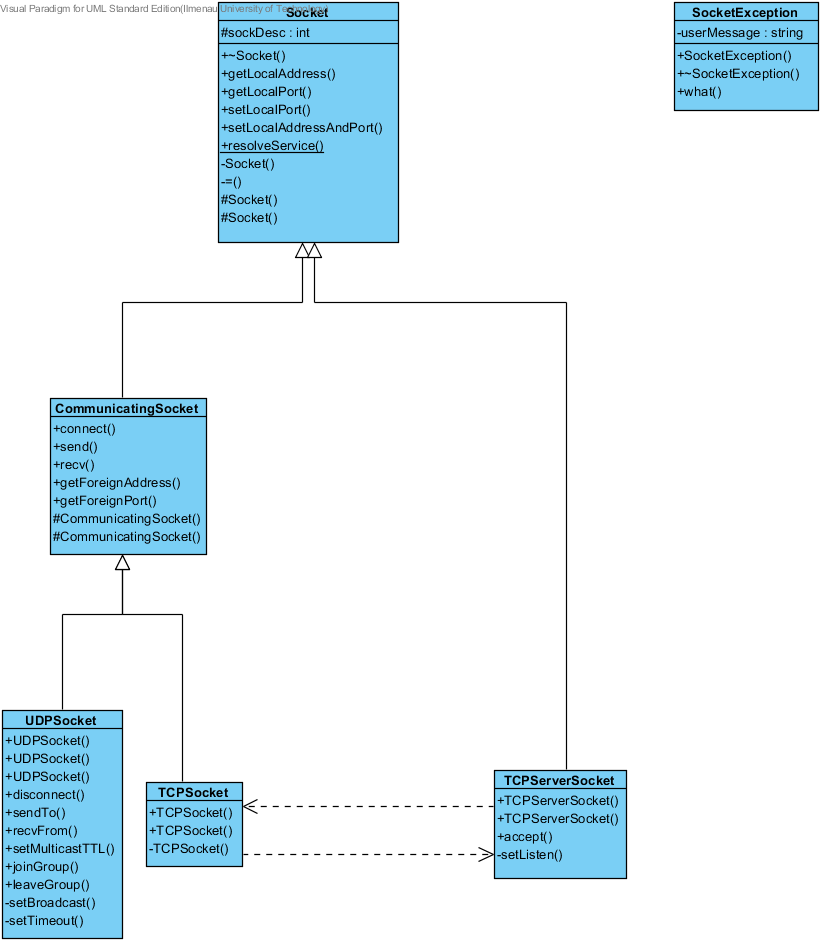 Visual Paradigm for UML Standard Edition(Ilmenau University of Technology)
Socket
#sockDesc : int
+~Socket()
+getLocalAddress()
+getLocalPort()
+setLocalPort()
+setLocalAddressAndPort()
+resolveService()
-Socket()
-=()
#Socket()
#Socket()
SocketException
-userMessage : string
+SocketException()
+~SocketException()
+what()
CommunicatingSocket
+connect()
+send()
+recv()
+getForeignAddress()
+getForeignPort()
#CommunicatingSocket()
#CommunicatingSocket()
UDPSocket
+UDPSocket()
+UDPSocket()
+UDPSocket()
+disconnect()
+sendTo()
+recvFrom()
+setMulticastTTL()
+joinGroup()
+leaveGroup()
-setBroadcast()
-setTimeout()
TCPSocket
+TCPSocket()
+TCPSocket()
-TCPSocket()
TCPServerSocket
+TCPServerSocket()
+TCPServerSocket()
+accept()
-setListen()